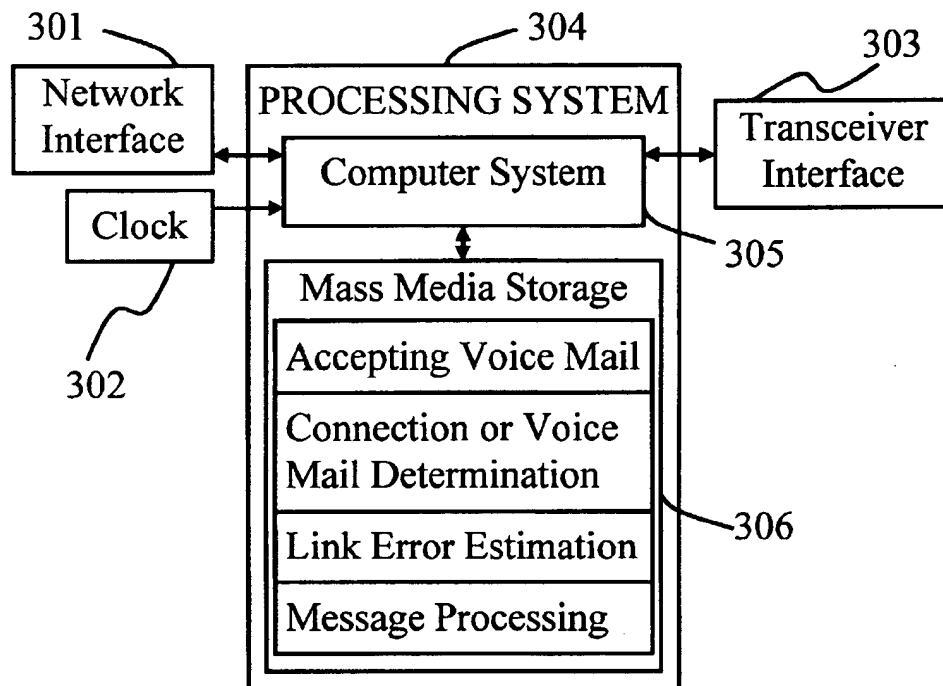 301
304
303
Network
Interface
PROCESSING SYSTEM
Transceiver
Interface
Computer System
Clock
305
Mass Media Storage
302
Accepting Voice Mail
Connection or Voice
Mail Determination
306
Link Error Estimation
Message Processing